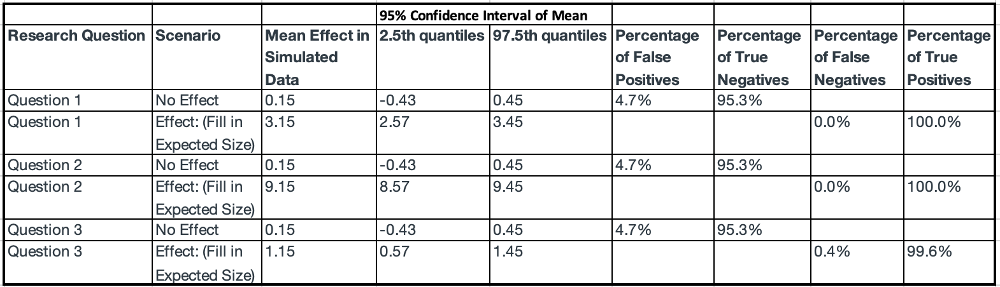 95% Confidence Interval of Mean
Research Question Scenario Mean Effect in 2.5th quantiles 97.5th quantiles Percentage Percentage Percentage Percentage
Simulated of False of True of False of True
Data Positives Negatives Negatives Positives
Question 1 No Effect 0.15 -0.43 0.45 4.7% 95.3%
Question 1 Effect: (Fill in 3.15 2.57 3.45 0.0% 100.0%
Expected Size)
Question 2 No Effect 0.15 -0.43 0.45 4.7% 95.3%
Question 2 Effect: (Fill in 9.15 8.57 9.45 0.0% 100.0%
Expected Size)
Question 3 No Effect 0.15 -0.43 0.45 4.7% 95.3%
Question 3 Effect: (Fill in 1.15 0.57 1.45 0.4% 99.6%
Expected Size)